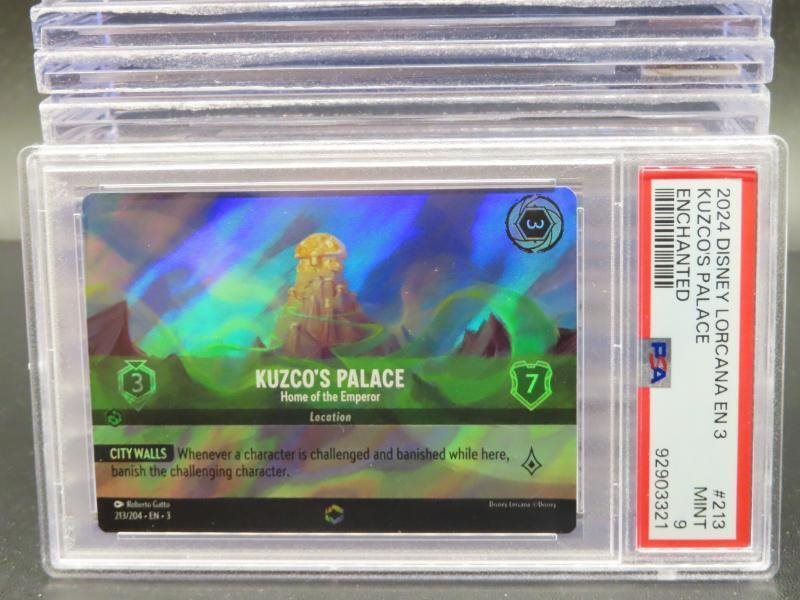 3
3
KUZCO'S PALACE
Home of the Emperor
7
Location
CITY WALLS Whenever a character is challenged and banished while here,
banish the challenging character.
Roberto Gatto
213/204 • EN • 3
Disney Lorcana ©Disney
2024 DISNEY LORCANA EN 3
KUZCO'S PALACE
ENCHANTED
PSA
#213
MINT
9
92903321